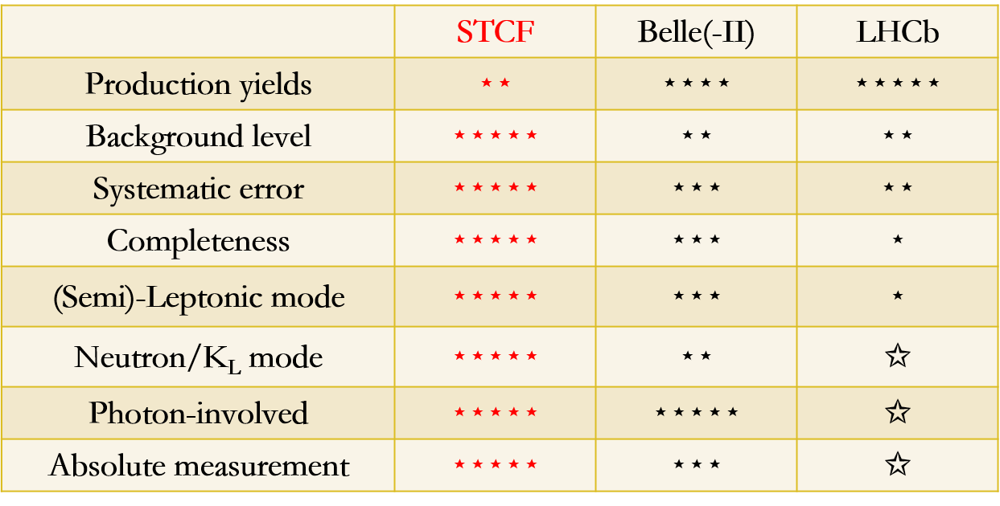 STCF Belle(-II) LHCb
Production yields ★★ ★★★★ ★★★★★
Background level ★★★★★ ★★ ★★
Systematic error ★★★★★ ★★★ ★★
Completeness ★★★★★ ★★★ ★
(Semi)-Leptonic mode ★★★★★ ★★★ ★
Neutron/K_L mode ★★★★★ ★★ ☆
Photon-involved ★★★★★ ★★★★★ ☆
Absolute measurement ★★★★★ ★★★ ☆